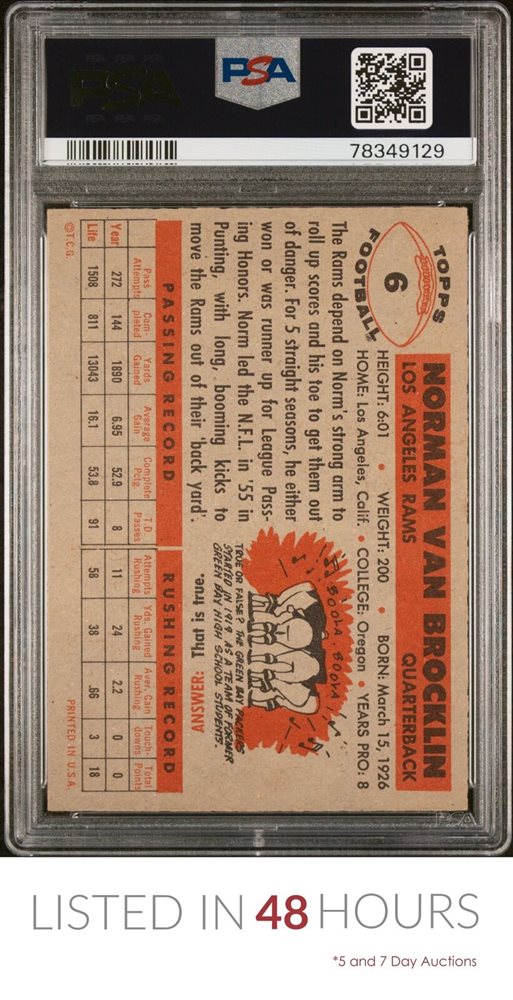 PSA
PSA
78349129
TOPPS
6
FOOTBALL
NORMAN VAN BROCKLIN
LOS ANGELES RAMS QUARTERBACK
HEIGHT: 6:01 • WEIGHT: 200 • BORN: March 15, 1926
HOME: Los Angeles, Calif. • COLLEGE: Oregon • YEARS PRO: 8
The Rams depend on Norm's strong arm to
roll up scores and his toe to get them out
of danger. For 5 straight seasons, he either
won or was runner up for League Pass-
ing Honors. Norm led the N.F.L. in '55 in
Punting, with long, booming kicks to
move the Rams out of their 'back yard'.
BOOLA, BOOLA
TRUE OR FALSE? THE GREEN BAY PACKERS
STARTED IN 1919 AS A TEAM OF FORMER
GREEN BAY HIGH SCHOOL STUDENTS.
ANSWER: That is true.
PASSING RECORD RUSHING RECORD
Pass Attempts Com- pleted Yards Gained Average Gain Complete Pctg. T.D Passes Attempts Rushing Yds. Gained Rushing Aver. Gain Rushing Touch- downs Total Points
Year 272 144 1890 6.95 52.9 8 11 24 2.2 0 0
Life 1508 811 13043 16.1 53.8 91 58 38 .66 3 18
©T.C.G. PRINTED IN U.S.A.
LISTED IN 48 HOURS
*5 and 7 Day Auctions